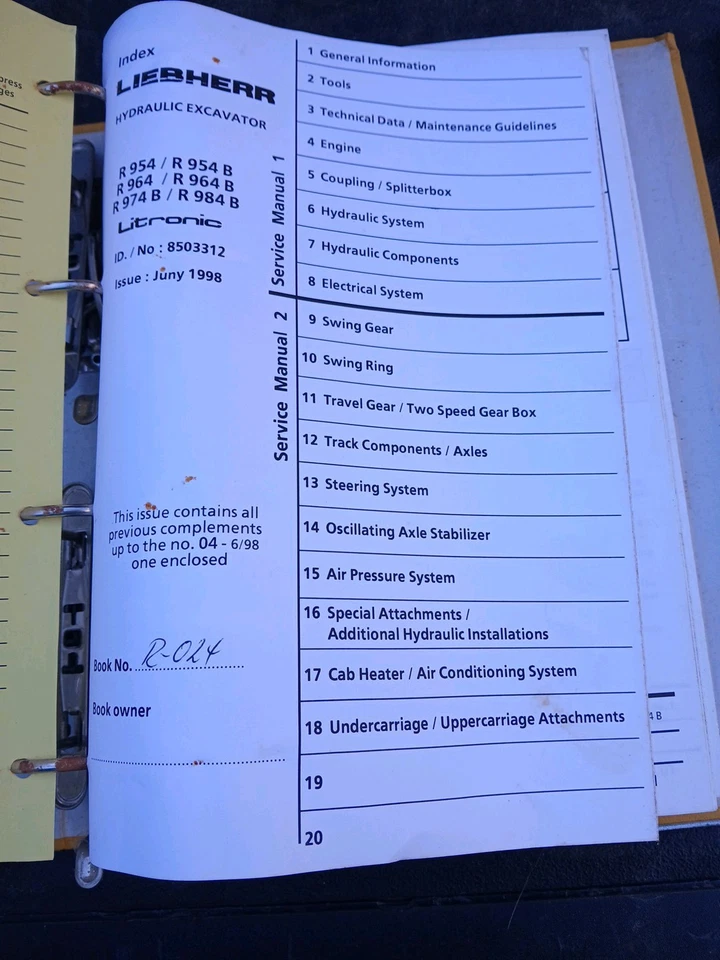 press
ges
Index
LIEBHERR
HYDRAULIC EXCAVATOR
R 954 / R 954 B
R 964 / R 964 B
R 974 B / R 984 B
Litronic
ID. / No : 8503312
Issue : Juny 1998
This issue contains all
previous complements
up to the no. 04 - 6/98
one enclosed
Book No. R-024
Book owner
Service Manual 1
1 General Information
2 Tools
3 Technical Data / Maintenance Guidelines
4 Engine
5 Coupling / Splitterbox
6 Hydraulic System
7 Hydraulic Components
8 Electrical System
Service Manual 2
9 Swing Gear
10 Swing Ring
11 Travel Gear / Two Speed Gear Box
12 Track Components / Axles
13 Steering System
14 Oscillating Axle Stabilizer
15 Air Pressure System
16 Special Attachments /
Additional Hydraulic Installations
17 Cab Heater / Air Conditioning System
18 Undercarriage / Uppercarriage Attachments
19
20
4 B